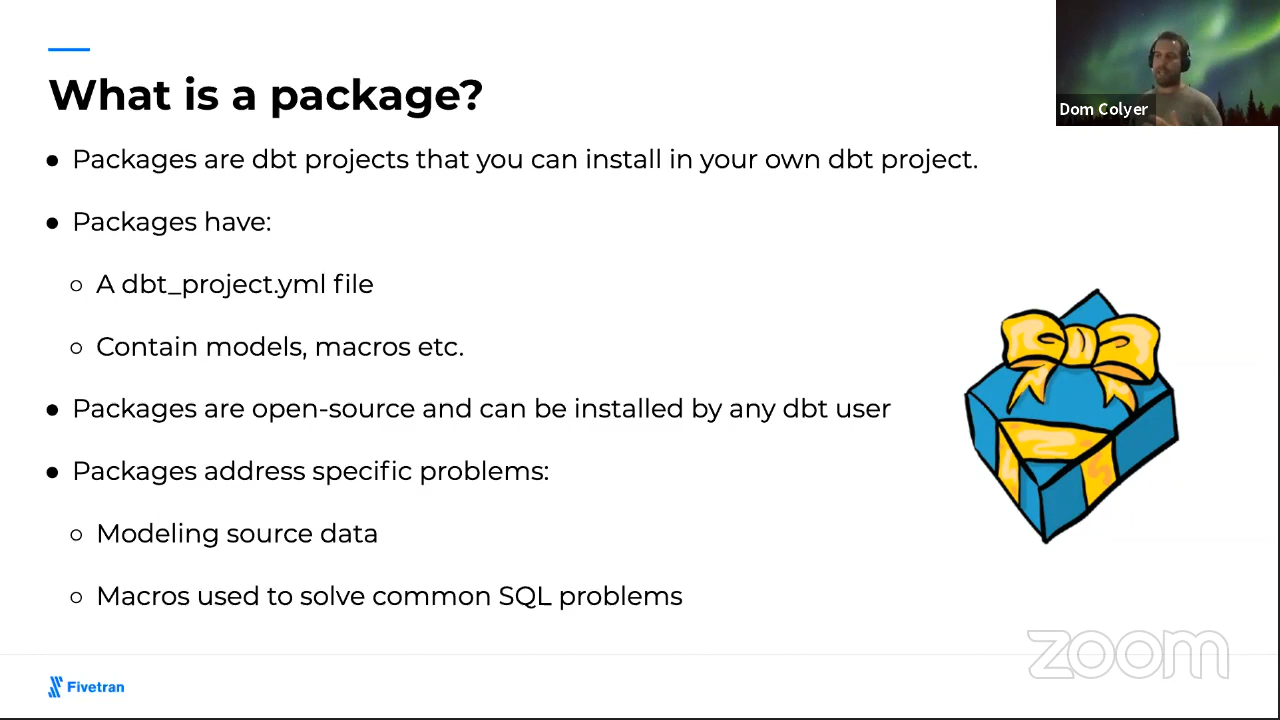 What is a package?
Dom Colyer
● Packages are dbt projects that you can install in your own dbt project.
● Packages have:
○ A dbt_project.yml file
○ Contain models, macros etc.
● Packages are open-source and can be installed by any dbt user
● Packages address specific problems:
○ Modeling source data
○ Macros used to solve common SQL problems
zoom
Fivetran